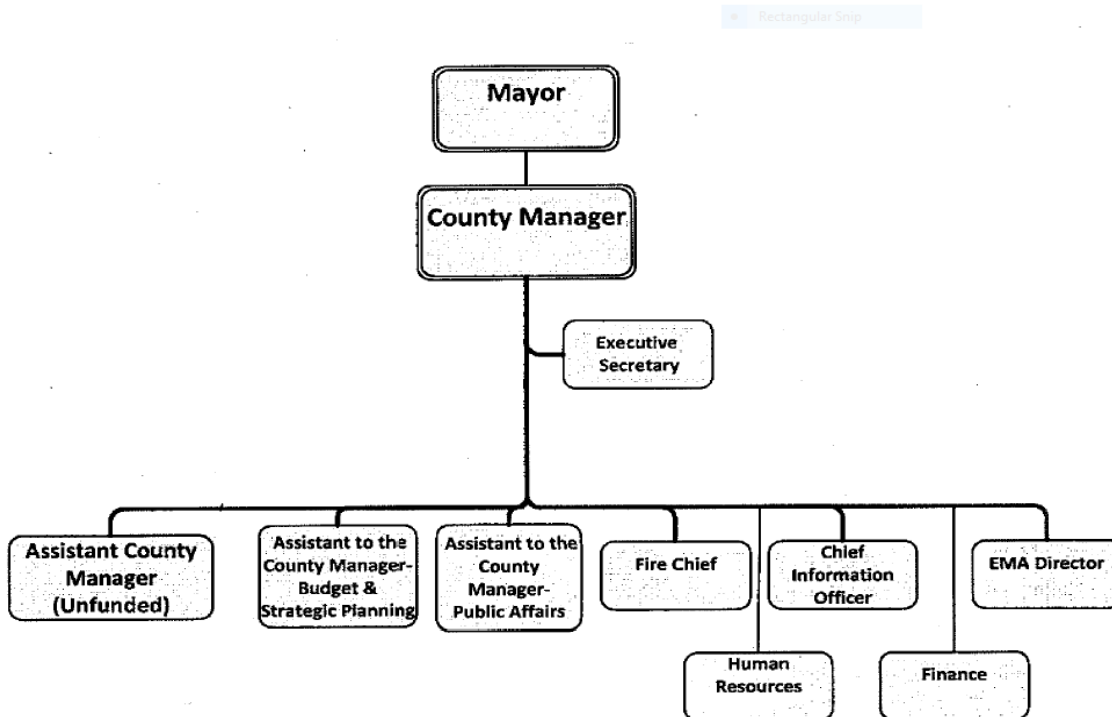 Rectangular Snip
Mayor
County Manager
Executive
Secretary
Assistant County
Manager
(Unfunded)
Assistant to the
County Manager-
Budget &
Strategic Planning
Assistant to the
County
Manager-
Public Affairs
Fire Chief
Chief
Information
Officer
EMA Director
Human
Resources
Finance